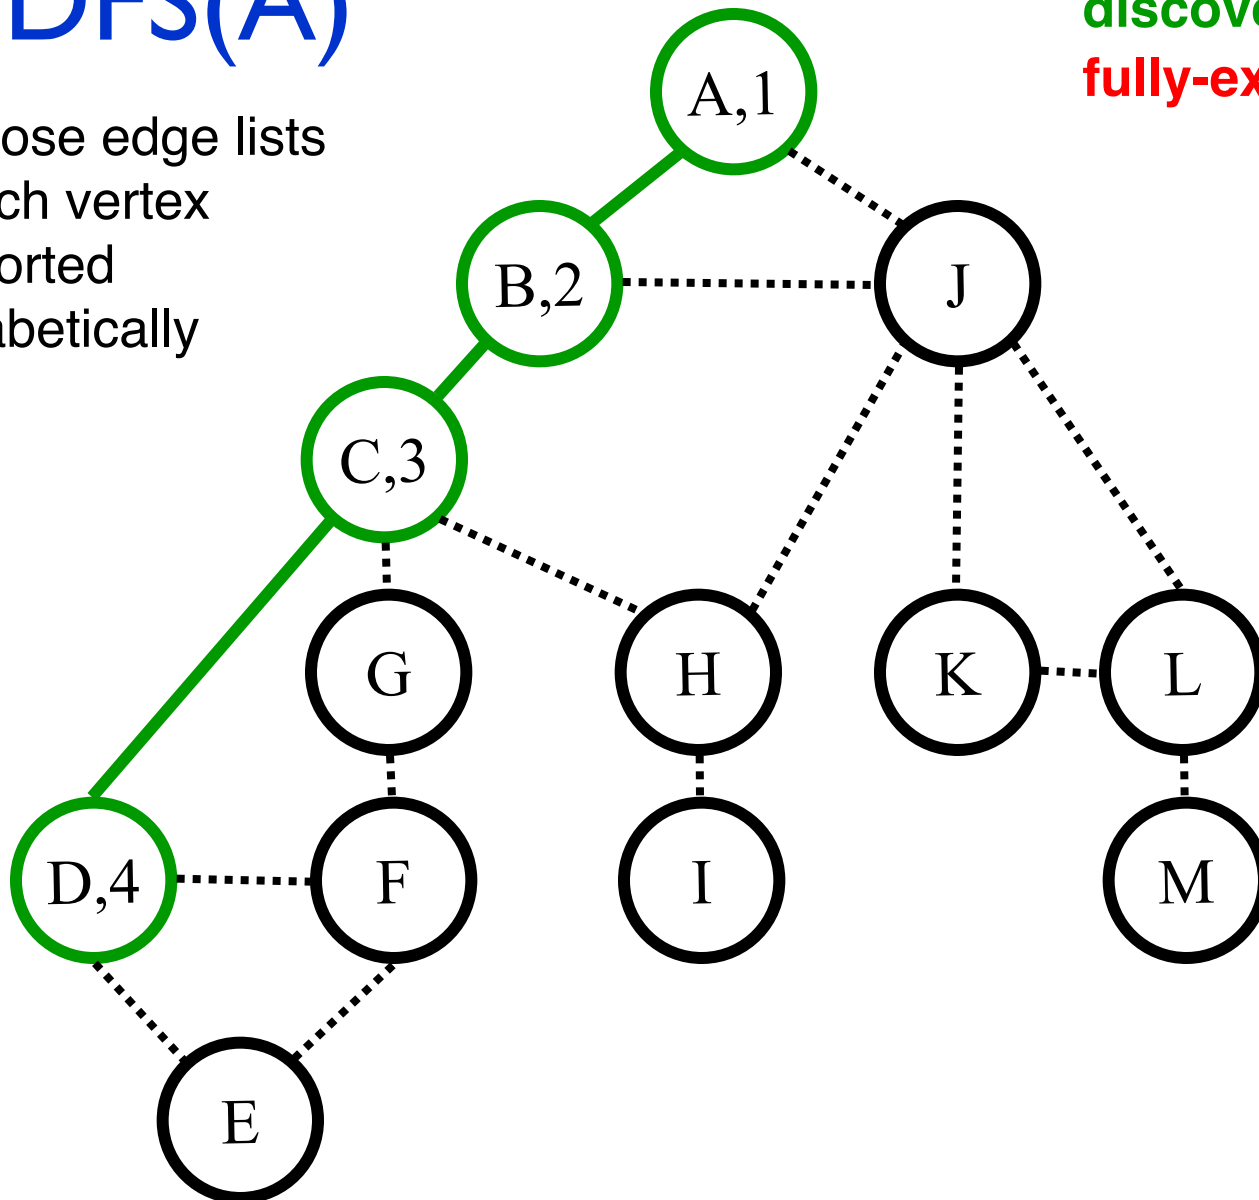 DFS(A)
discove
fully-ex
ose edge lists
ch vertex
orted
abetically
A,1
B,2
J
C,3
G
H
K
L
D,4
F
I
M
E